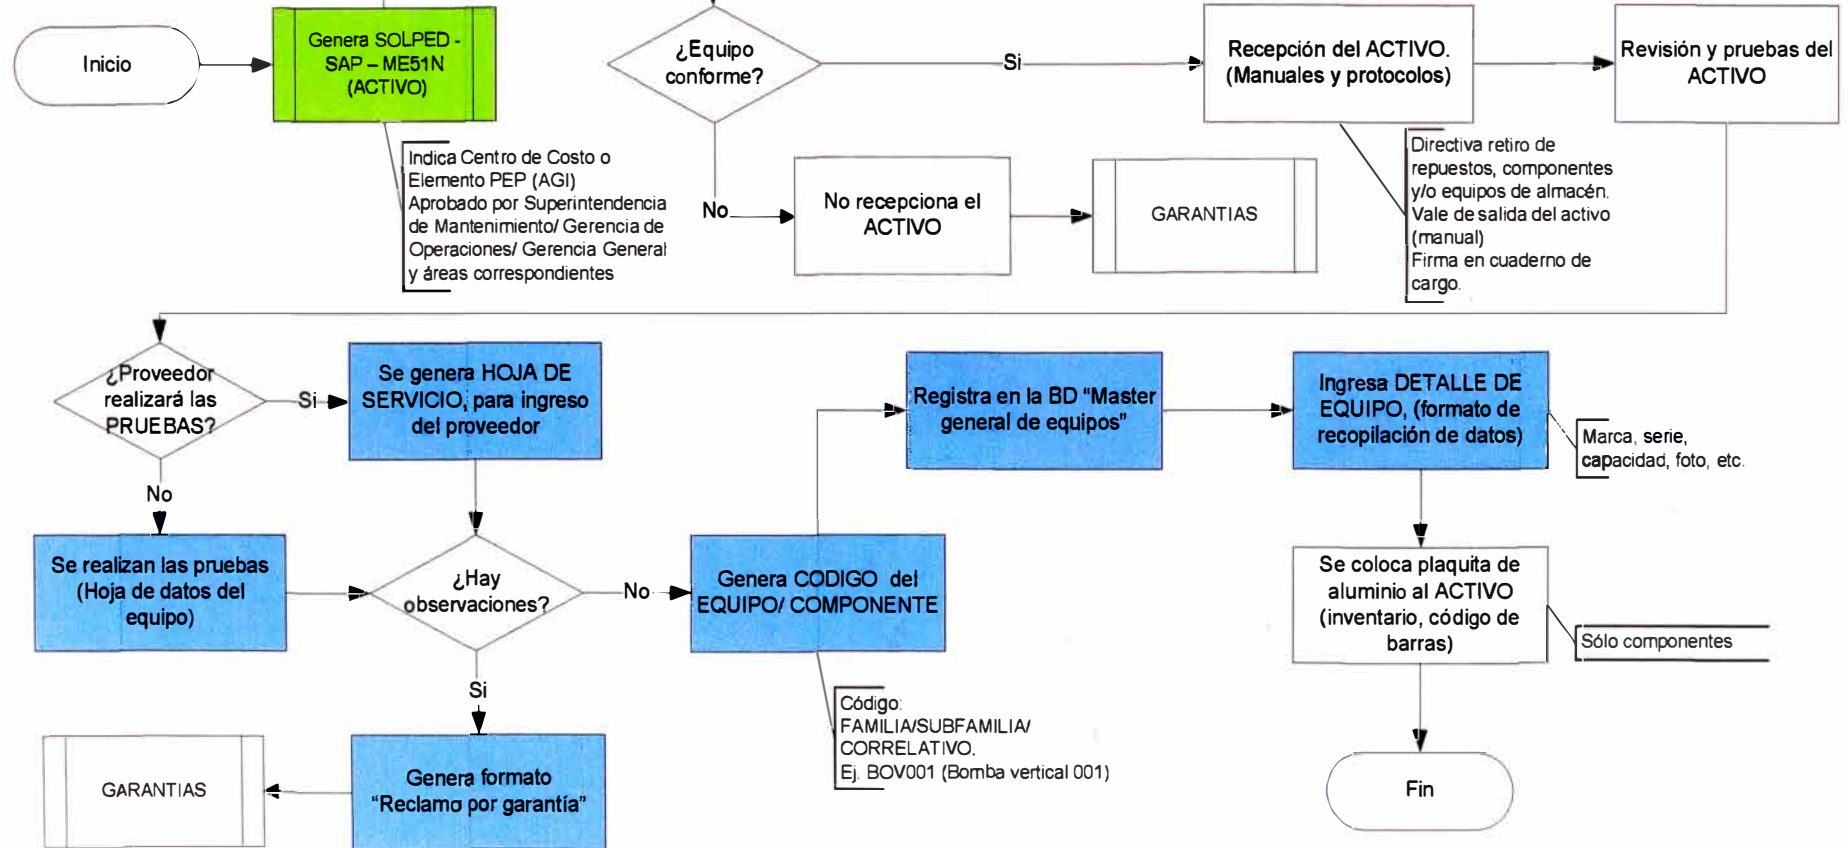 Inicio
Genera SOLPED -
SAP – ME51N
(ACTIVO)
Indica Centro de Costo o
Elemento PEP (AGI)
Aprobado por Superintendencia
de Mantenimiento/ Gerencia de
Operaciones/ Gerencia General
y áreas correspondientes
¿Equipo
conforme?
Si
No
No recepciona el
ACTIVO
GARANTIAS
Recepción del ACTIVO.
(Manuales y protocolos)
Directiva retiro de
repuestos, componentes
y/o equipos de almacén.
Vale de salida del activo
(manual)
Firma en cuaderno de
cargo.
Revisión y pruebas del
ACTIVO
¿Proveedor
realizará las
PRUEBAS?
Si
No
Se genera HOJA DE
SERVICIO, para ingreso
del proveedor
Se realizan las pruebas
(Hoja de datos del
equipo)
¿Hay
observaciones?
No
Si
Genera formato
“Reclamo por garantía”
GARANTIAS
Genera CODIGO del
EQUIPO/ COMPONENTE
Código:
FAMILIA/SUBFAMILIA/
CORRELATIVO.
Ej. BOV001 (Bomba vertical 001)
Registra en la BD “Master
general de equipos”
Ingresa DETALLE DE
EQUIPO, (formato de
recopilación de datos)
Marca, serie,
capacidad, foto, etc.
Se coloca plaquita de
aluminio al ACTIVO
(inventario, código de
barras)
Sólo componentes
Fin